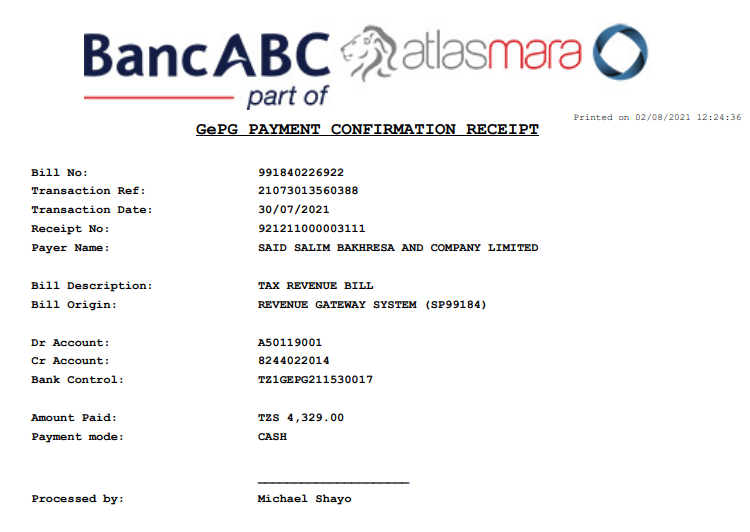 BancABC atlasmara
part of
Printed on 02/08/2021 12:24:36
GePG PAYMENT CONFIRMATION RECEIPT
Bill No: 991840226922
Transaction Ref: 21073013560388
Transaction Date: 30/07/2021
Receipt No: 921211000003111
Payer Name: SAID SALIM BAKHRESA AND COMPANY LIMITED
Bill Description: TAX REVENUE BILL
Bill Origin: REVENUE GATEWAY SYSTEM (SP99184)
Dr Account: A50119001
Cr Account: 8244022014
Bank Control: TZ1GEPG211530017
Amount Paid: TZS 4,329.00
Payment mode: CASH
Processed by: Michael Shayo